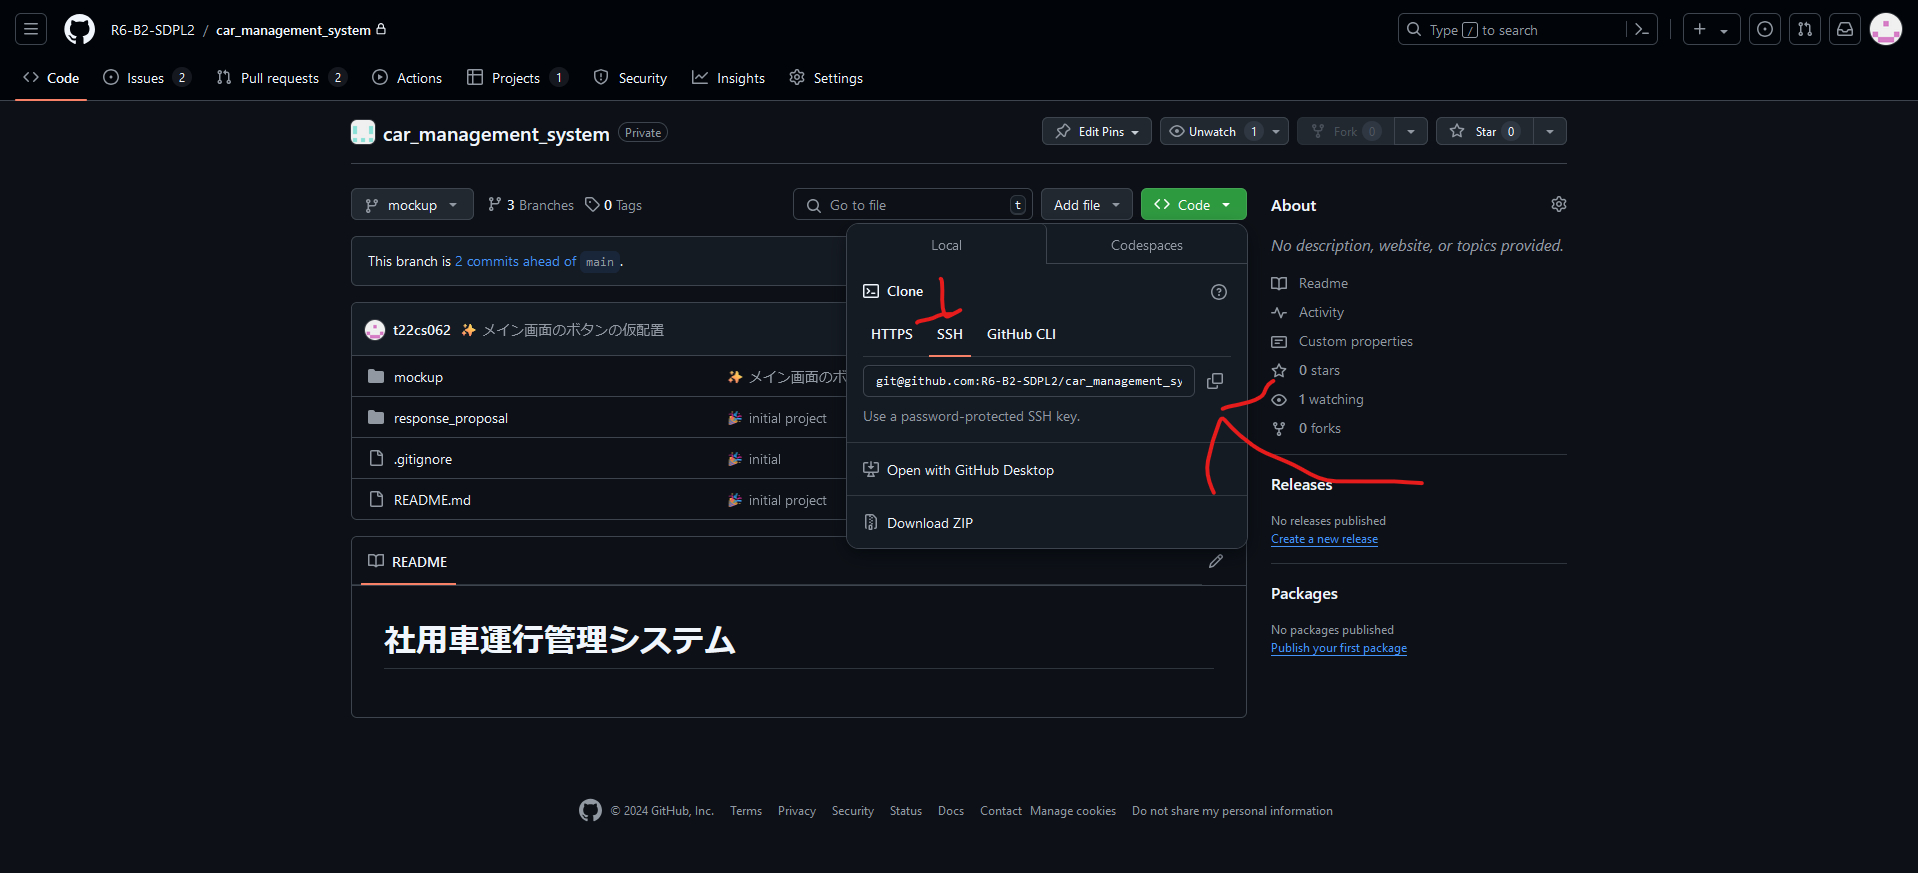 R6-B2-SDPL2 / car_management_system
Type / to search
Code
Issues 2
Pull requests 2
Actions
Projects 1
Security
Insights
Settings
car_management_system Private
Edit Pins
Unwatch 1
Fork 0
Star 0
mockup
3 Branches
0 Tags
Go to file t
Add file
Code
This branch is 2 commits ahead of main .
t22cs062 ✨ メイン画面のボタンの仮配置
mockup ✨ メイン画面のボ
response_proposal 🎉 initial project
.gitignore 🎉 initial
README.md 🎉 initial project
Local
Codespaces
Clone
HTTPS
SSH
GitHub CLI
git@github.com:R6-B2-SDPL2/car_management_sy
Use a password-protected SSH key.
Open with GitHub Desktop
Download ZIP
README
社用車運行管理システム
About
No description, website, or topics provided.
Readme
Activity
Custom properties
0 stars
1 watching
0 forks
Releases
No releases published
Create a new release
Packages
No packages published
Publish your first package
© 2024 GitHub, Inc.
Terms
Privacy
Security
Status
Docs
Contact
Manage cookies
Do not share my personal information